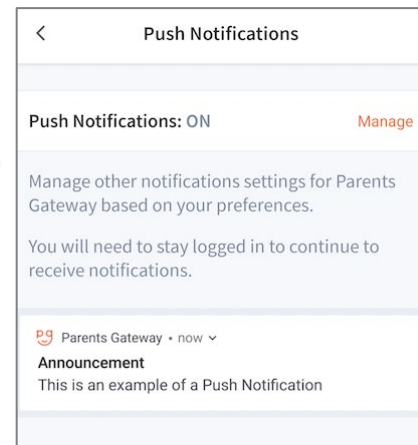 Push Notifications
Push Notifications: ON Manage
Manage other notifications settings for Parents
Gateway based on your preferences.
You will need to stay logged in to continue to
receive notifications.
Parents Gateway • now
Announcement
This is an example of a Push Notification